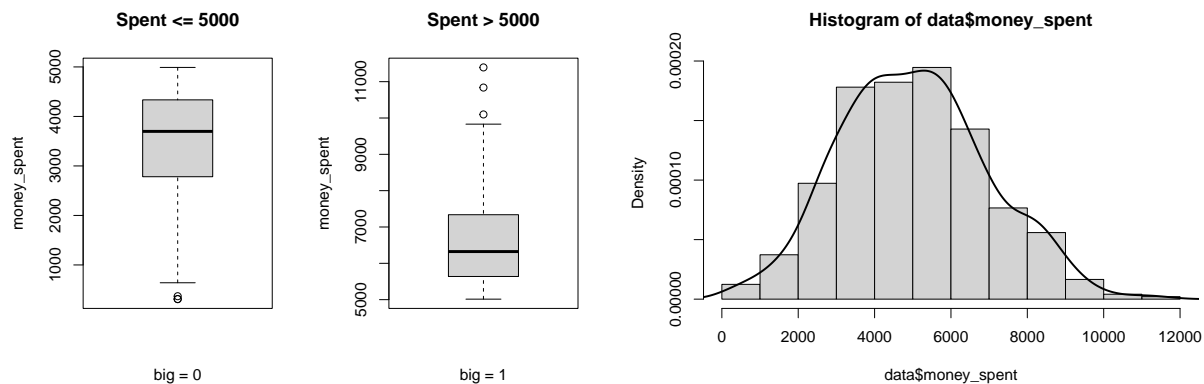 Spent <= 5000
money_spent
5000
4000
3000
2000
1000
big = 0
Spent > 5000
money_spent
11000
9000
7000
5000
big = 1
Histogram of data$money_spent
Density
0.00020
0.00010
0.00000
0 2000 4000 6000 8000 10000 12000
data$money_spent